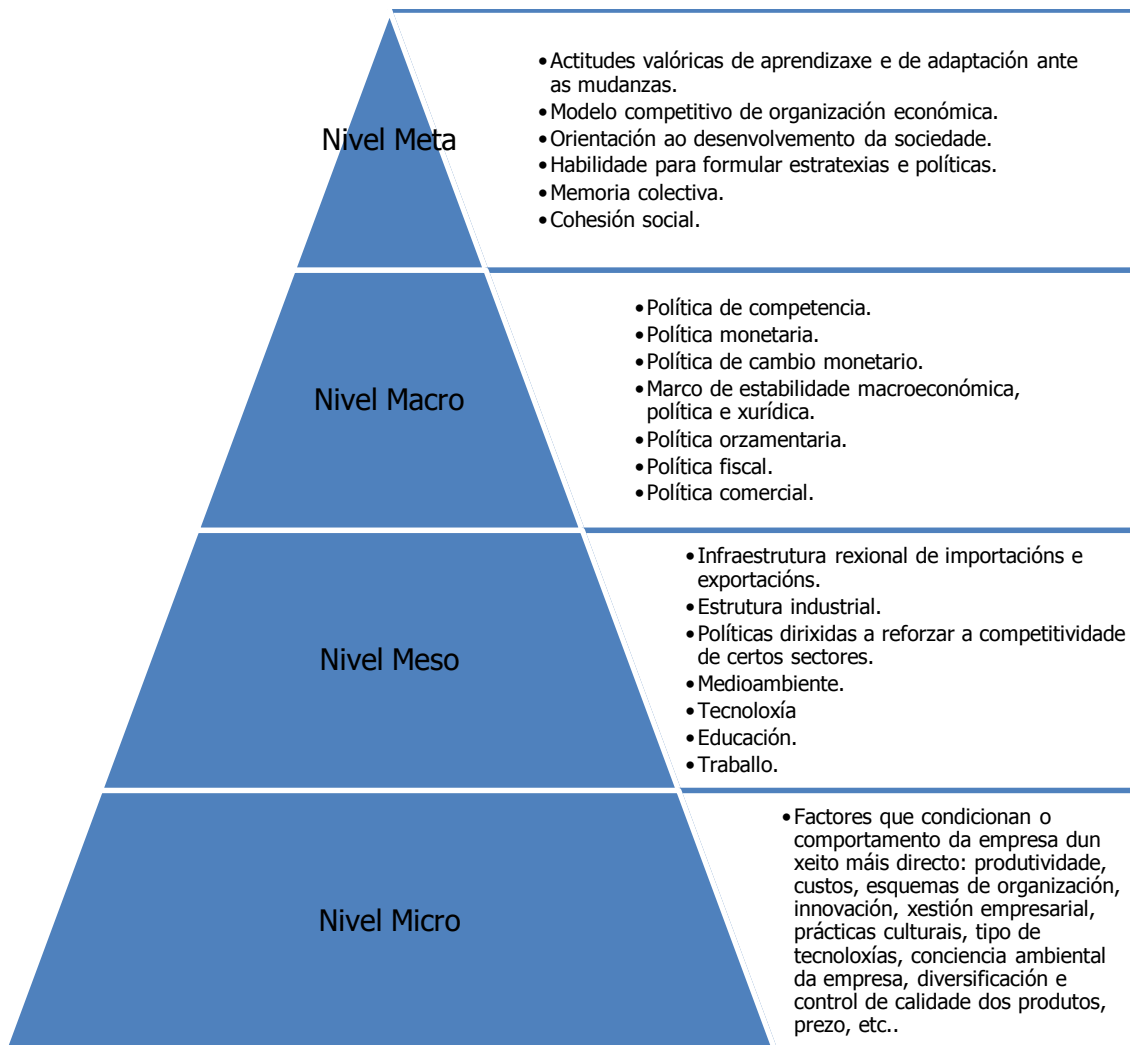 Nivel Meta
•Actitudes valóricas de aprendizaxe e de adaptación ante
as mudanzas.
•Modelo competitivo de organización económica.
•Orientación ao desenvolvemento da sociedade.
•Habilidade para formular estratexias e políticas.
•Memoria colectiva.
•Cohesión social.
Nivel Macro
•Política de competencia.
•Política monetaria.
•Política de cambio monetario.
•Marco de estabilidade macroeconómica,
política e xurídica.
•Política orzamentaria.
•Política fiscal.
•Política comercial.
Nivel Meso
•Infraestrutura rexional de importacións e
exportacións.
•Estrutura industrial.
•Políticas dirixidas a reforzar a competitividade
de certos sectores.
•Medioambiente.
•Tecnoloxía
•Educación.
•Traballo.
Nivel Micro
•Factores que condicionan o
comportamento da empresa dun
xeito máis directo: produtividade,
custos, esquemas de organización,
innovación, xestión empresarial,
prácticas culturais, tipo de
tecnoloxías, conciencia ambiental
da empresa, diversificación e
control de calidade dos produtos,
prezo, etc..